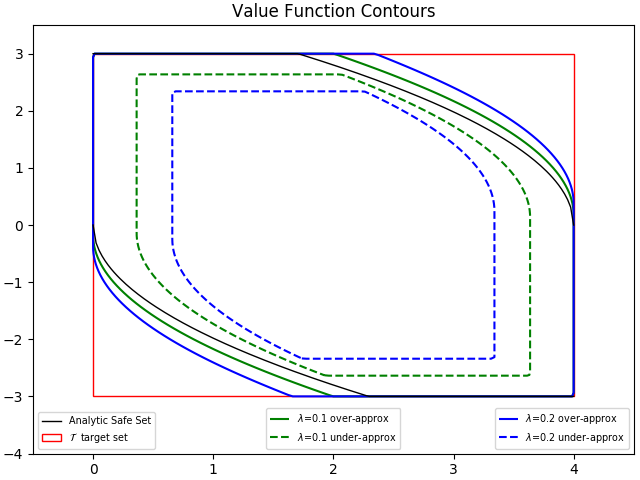 Value Function Contours
3
2
1
0
−1
−2
−3
−4
0
1
2
3
4
Analytic Safe Set
𝒯 target set
λ=0.1 over-approx
λ=0.1 under-approx
λ=0.2 over-approx
λ=0.2 under-approx